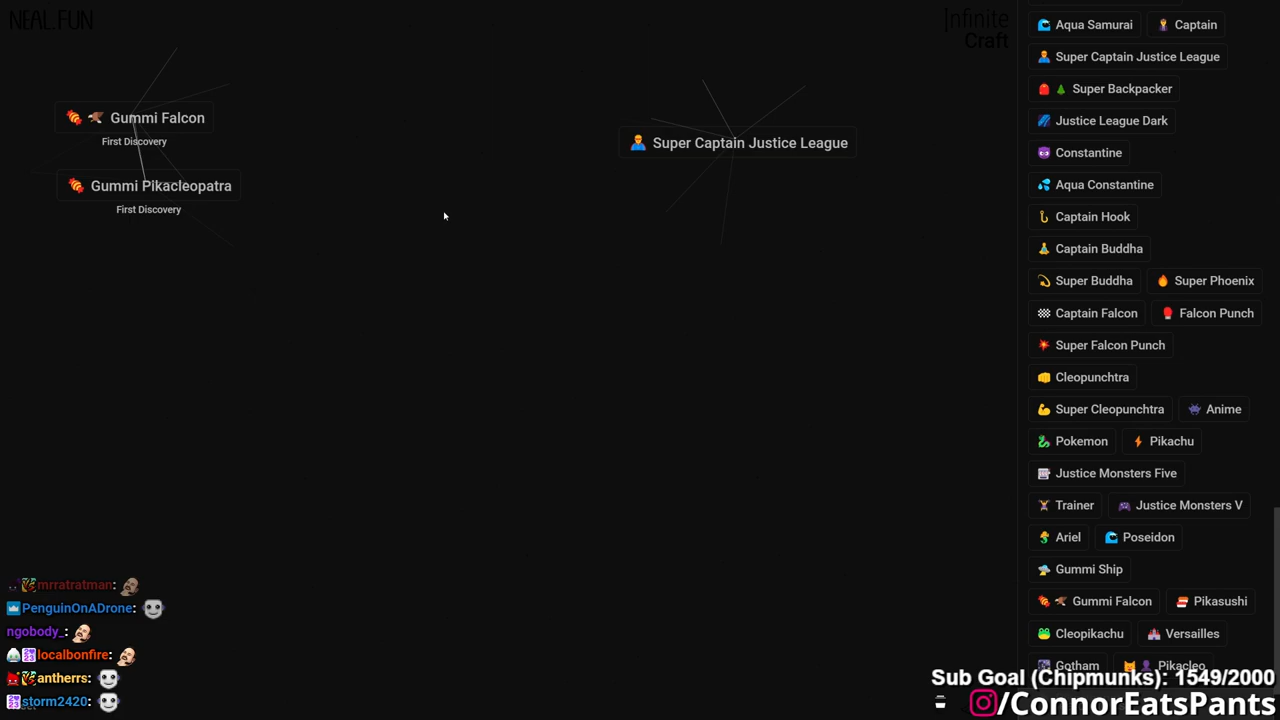 NEAL.FUN
Infinite
Craft
Gummi Falcon
First Discovery
Gummi Pikacleopatra
First Discovery
Super Captain Justice League
Aqua Samurai
Captain
Super Captain Justice League
Super Backpacker
Justice League Dark
Constantine
Aqua Constantine
Captain Hook
Captain Buddha
Super Buddha
Super Phoenix
Captain Falcon
Falcon Punch
Super Falcon Punch
Cleopunchtra
Super Cleopunchtra
Anime
Pokemon
Pikachu
Justice Monsters Five
Trainer
Justice Monsters V
Ariel
Poseidon
Gummi Ship
Gummi Falcon
Pikasushi
Cleopikachu
Versailles
Gotham
Pikacleo
mrratratman:
PenguinOnADrone:
ngobody_:
localbonfire:
antherrs:
storm2420:
Sub Goal (Chipmunks): 1549/2000
/ConnorEatsPants